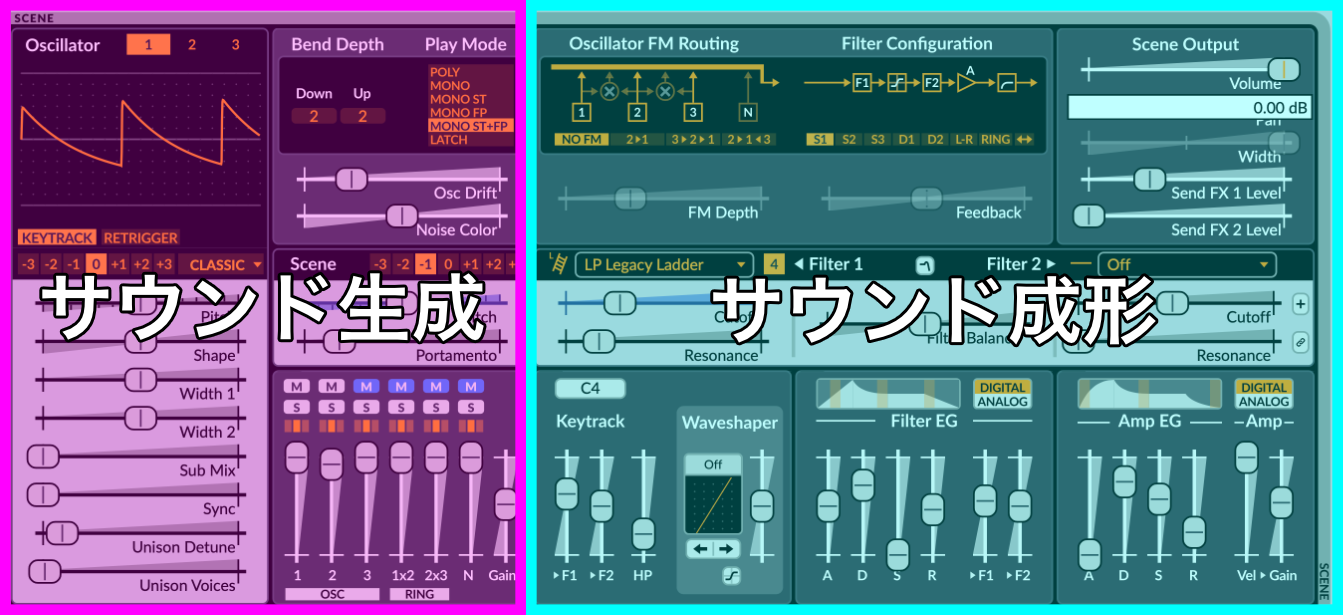 SCENE
Oscillator 1 2 3
KEYTRACK RETRIGGER
-3 -2 -1 0 +1 +2 +3 CLASSIC
Shape
Width 1
Width 2
Sub Mix
Sync
Unison Detune
Unison Voices
サウンド生成
Bend Depth
Down Up
2 2
Play Mode
POLY
MONO
MONO ST
MONO FP
MONO ST+FP
LATCH
Osc Drift
Noise Color
Scene -3 -2 -1 0 +1 +2
Portamento
M M M M M M
S S S S S S
1 2 3 1x2 2x3 N Gain
OSC RING
Oscillator FM Routing
1 2 3 N
NO FM 2▸1 3▸2▸1 2▸1◂3
FM Depth
Filter Configuration
F1 F2 A
S1 S2 S3 D1 D2 L-R RING ↔
Feedback
Scene Output
Volume
0.00 dB
Width
Send FX 1 Level
Send FX 2 Level
LP Legacy Ladder 4 ◀ Filter 1
Filter 2 ▶ Off
サウンド成形
Resonance
Cutoff
Resonance
C4
Keytrack
▸F1 ▸F2 HP
Waveshaper
Off
DIGITAL
ANALOG
Filter EG
A D S R ▸F1 ▸F2
DIGITAL
ANALOG
Amp EG Amp
A D S R Vel ▸ Gain
SCENE